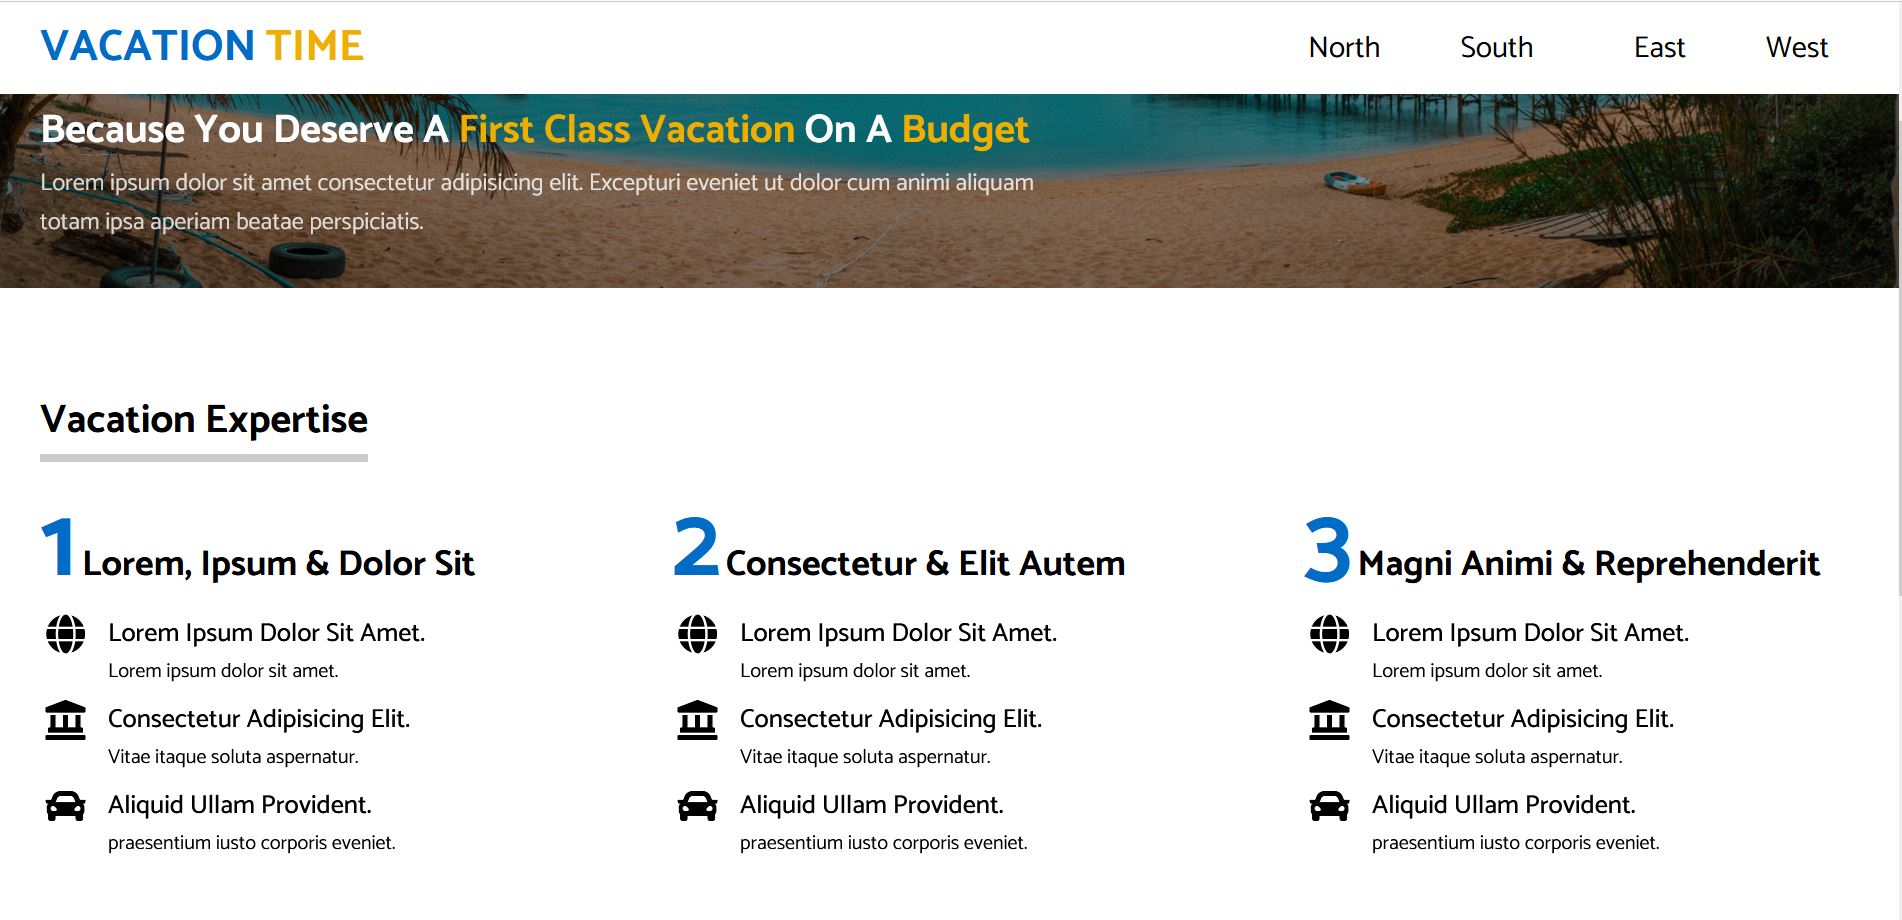 VACATION TIME
North South East West
Because You Deserve A First Class Vacation On A Budget
Lorem ipsum dolor sit amet consectetur adipisicing elit. Excepturi eveniet ut dolor cum animi aliquam
totam ipsa aperiam beatae perspiciatis.
Vacation Expertise
1 Lorem, Ipsum & Dolor Sit
Lorem Ipsum Dolor Sit Amet.
Lorem ipsum dolor sit amet.
Consectetur Adipisicing Elit.
Vitae itaque soluta aspernatur.
Aliquid Ullam Provident.
praesentium iusto corporis eveniet.
2 Consectetur & Elit Autem
Lorem Ipsum Dolor Sit Amet.
Lorem ipsum dolor sit amet.
Consectetur Adipisicing Elit.
Vitae itaque soluta aspernatur.
Aliquid Ullam Provident.
praesentium iusto corporis eveniet.
3 Magni Animi & Reprehenderit
Lorem Ipsum Dolor Sit Amet.
Lorem ipsum dolor sit amet.
Consectetur Adipisicing Elit.
Vitae itaque soluta aspernatur.
Aliquid Ullam Provident.
praesentium iusto corporis eveniet.